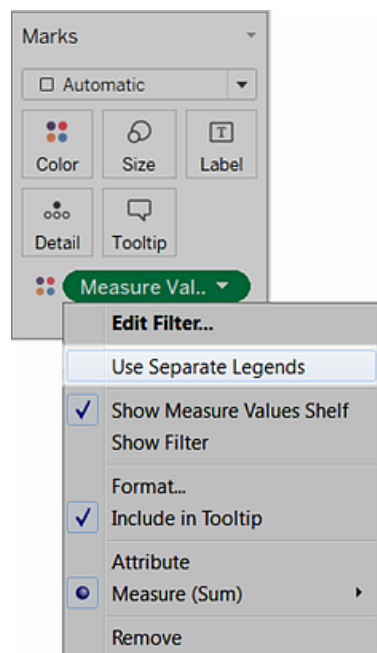 Marks
Automatic
Color Size Label
Detail Tooltip
Measure Val..
Edit Filter...
Use Separate Legends
Show Measure Values Shelf
Show Filter
Format...
Include in Tooltip
Attribute
Measure (Sum)
Remove